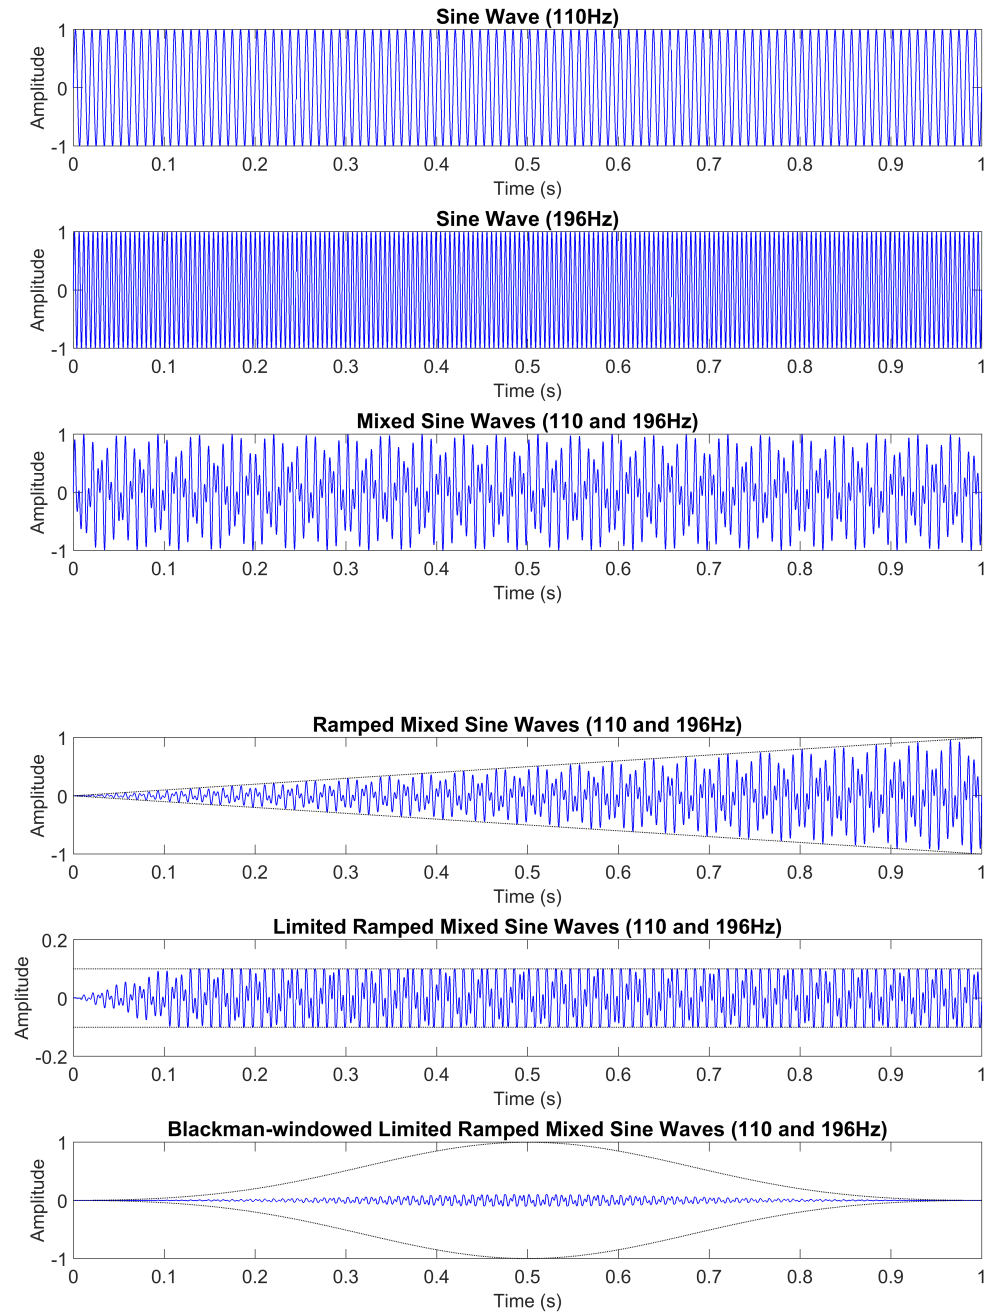 Sine Wave (110Hz)
1
0
-1
Amplitude
0 0.1 0.2 0.3 0.4 0.5 0.6 0.7 0.8 0.9 1
Time (s)
Sine Wave (196Hz)
1
0
-1
Amplitude
0 0.1 0.2 0.3 0.4 0.5 0.6 0.7 0.8 0.9 1
Time (s)
Mixed Sine Waves (110 and 196Hz)
1
0
-1
Amplitude
0 0.1 0.2 0.3 0.4 0.5 0.6 0.7 0.8 0.9 1
Time (s)
Ramped Mixed Sine Waves (110 and 196Hz)
1
0
-1
Amplitude
0 0.1 0.2 0.3 0.4 0.5 0.6 0.7 0.8 0.9 1
Time (s)
Limited Ramped Mixed Sine Waves (110 and 196Hz)
0.2
0
-0.2
Amplitude
0 0.1 0.2 0.3 0.4 0.5 0.6 0.7 0.8 0.9 1
Time (s)
Blackman-windowed Limited Ramped Mixed Sine Waves (110 and 196Hz)
1
0
-1
Amplitude
0 0.1 0.2 0.3 0.4 0.5 0.6 0.7 0.8 0.9 1
Time (s)